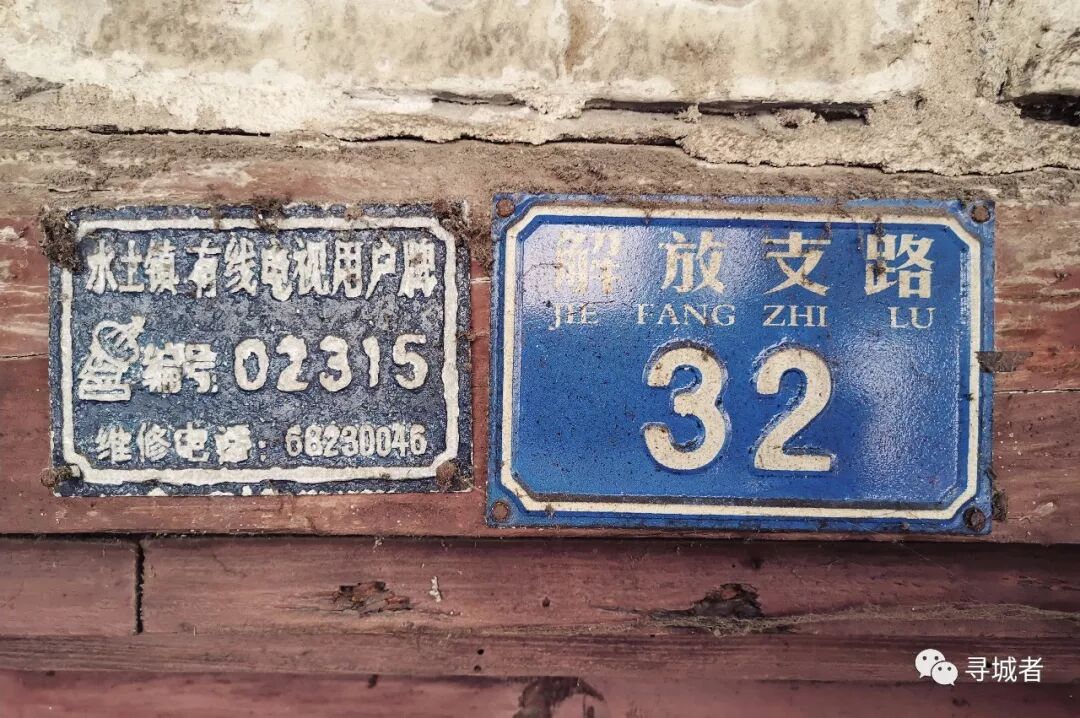 水土镇有线电视用户牌
编号 02315
维修电话：68230046
解放支路
JIE FANG ZHI LU
32
寻城者